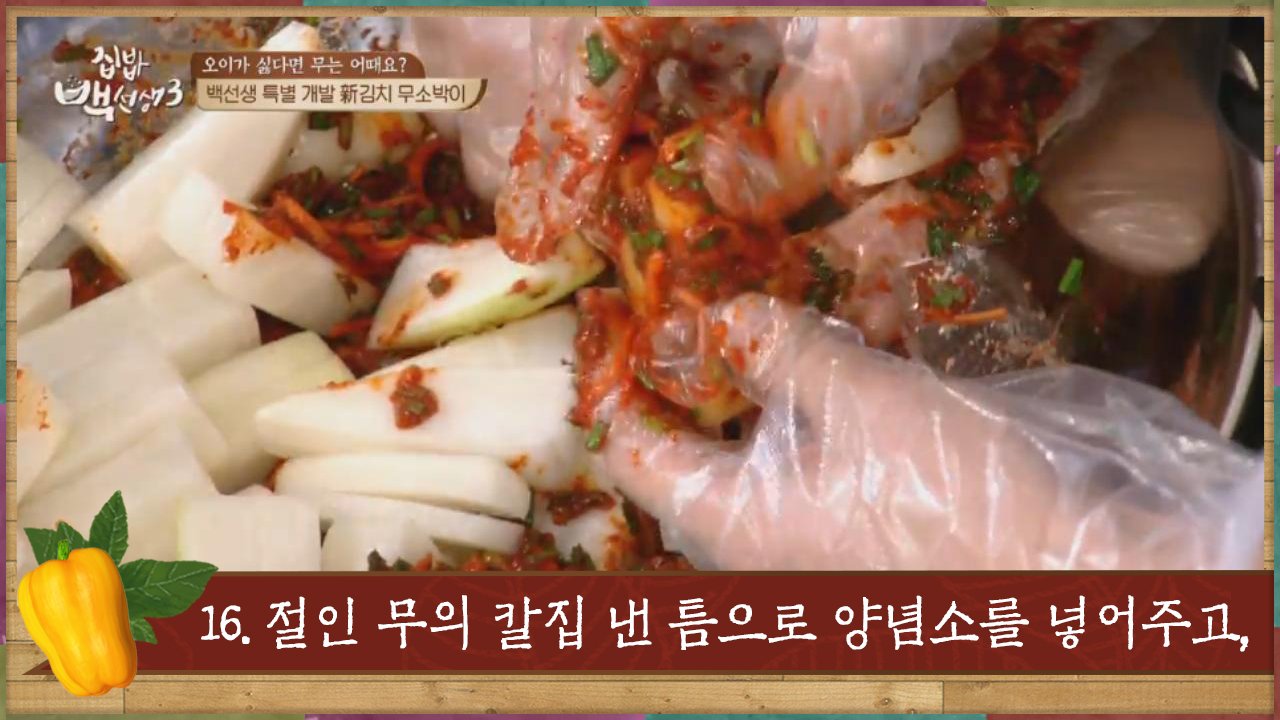 집밥
백선생3
오이가 싫다면 무는 어때요?
백선생 특별 개발 新김치 무소박이
16. 절인 무의 칼집 낸 틈으로 양념소를 넣어주고,